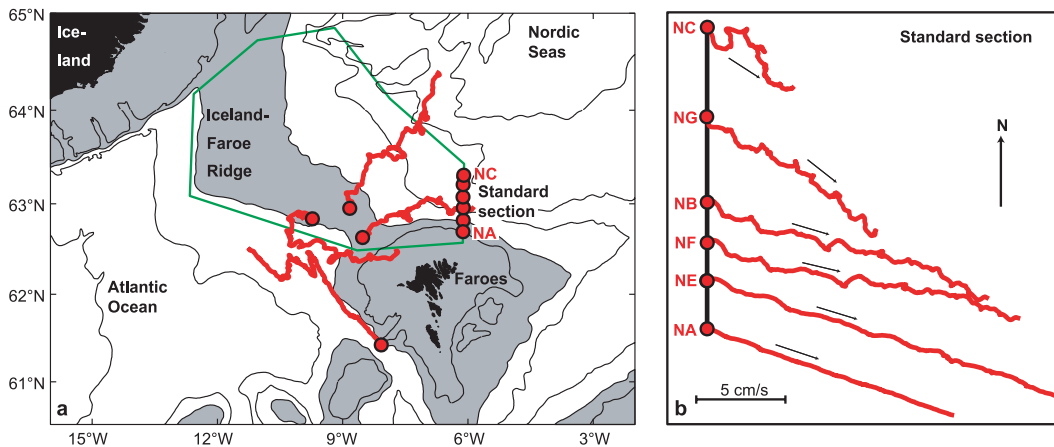 65°N
64°N
63°N
62°N
61°N
15°W
12°W
9°W
6°W
3°W
Ice-
land
Nordic
Seas
Iceland-
Faroe
Ridge
NC
Standard
section
NA
Atlantic
Ocean
Faroes
a
NC
Standard section
NG
N
NB
NF
NE
NA
5 cm/s
b